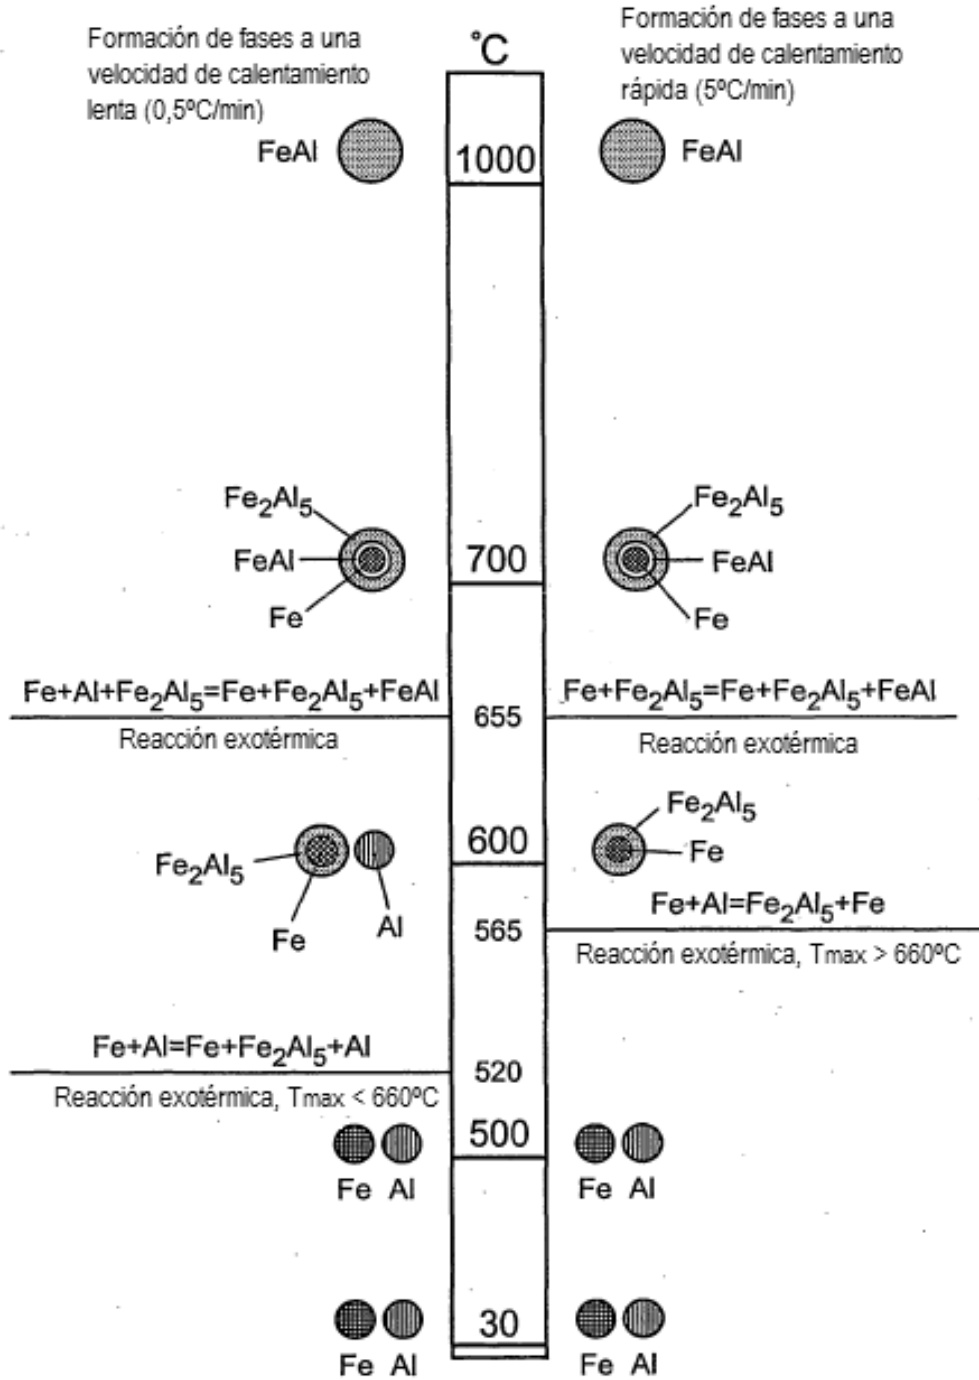 Formación de fases a una
velocidad de calentamiento
lenta (0,5ºC/min)
°C
Formación de fases a una
velocidad de calentamiento
rápida (5ºC/min)
FeAl
1000
FeAl
Fe₂Al₅
FeAl
Fe
700
Fe₂Al₅
FeAl
Fe
Fe+Al+Fe₂Al₅=Fe+Fe₂Al₅+FeAl
Reacción exotérmica
655
Fe+Fe₂Al₅=Fe+Fe₂Al₅+FeAl
Reacción exotérmica
Fe₂Al₅
Fe
Al
600
Fe₂Al₅
Fe
Fe+Al=Fe₂Al₅+Fe
565
Reacción exotérmica, Tmax > 660ºC
Fe+Al=Fe+Fe₂Al₅+Al
520
Reacción exotérmica, Tmax < 660ºC
500
Fe Al
Fe Al
30
Fe Al
Fe Al